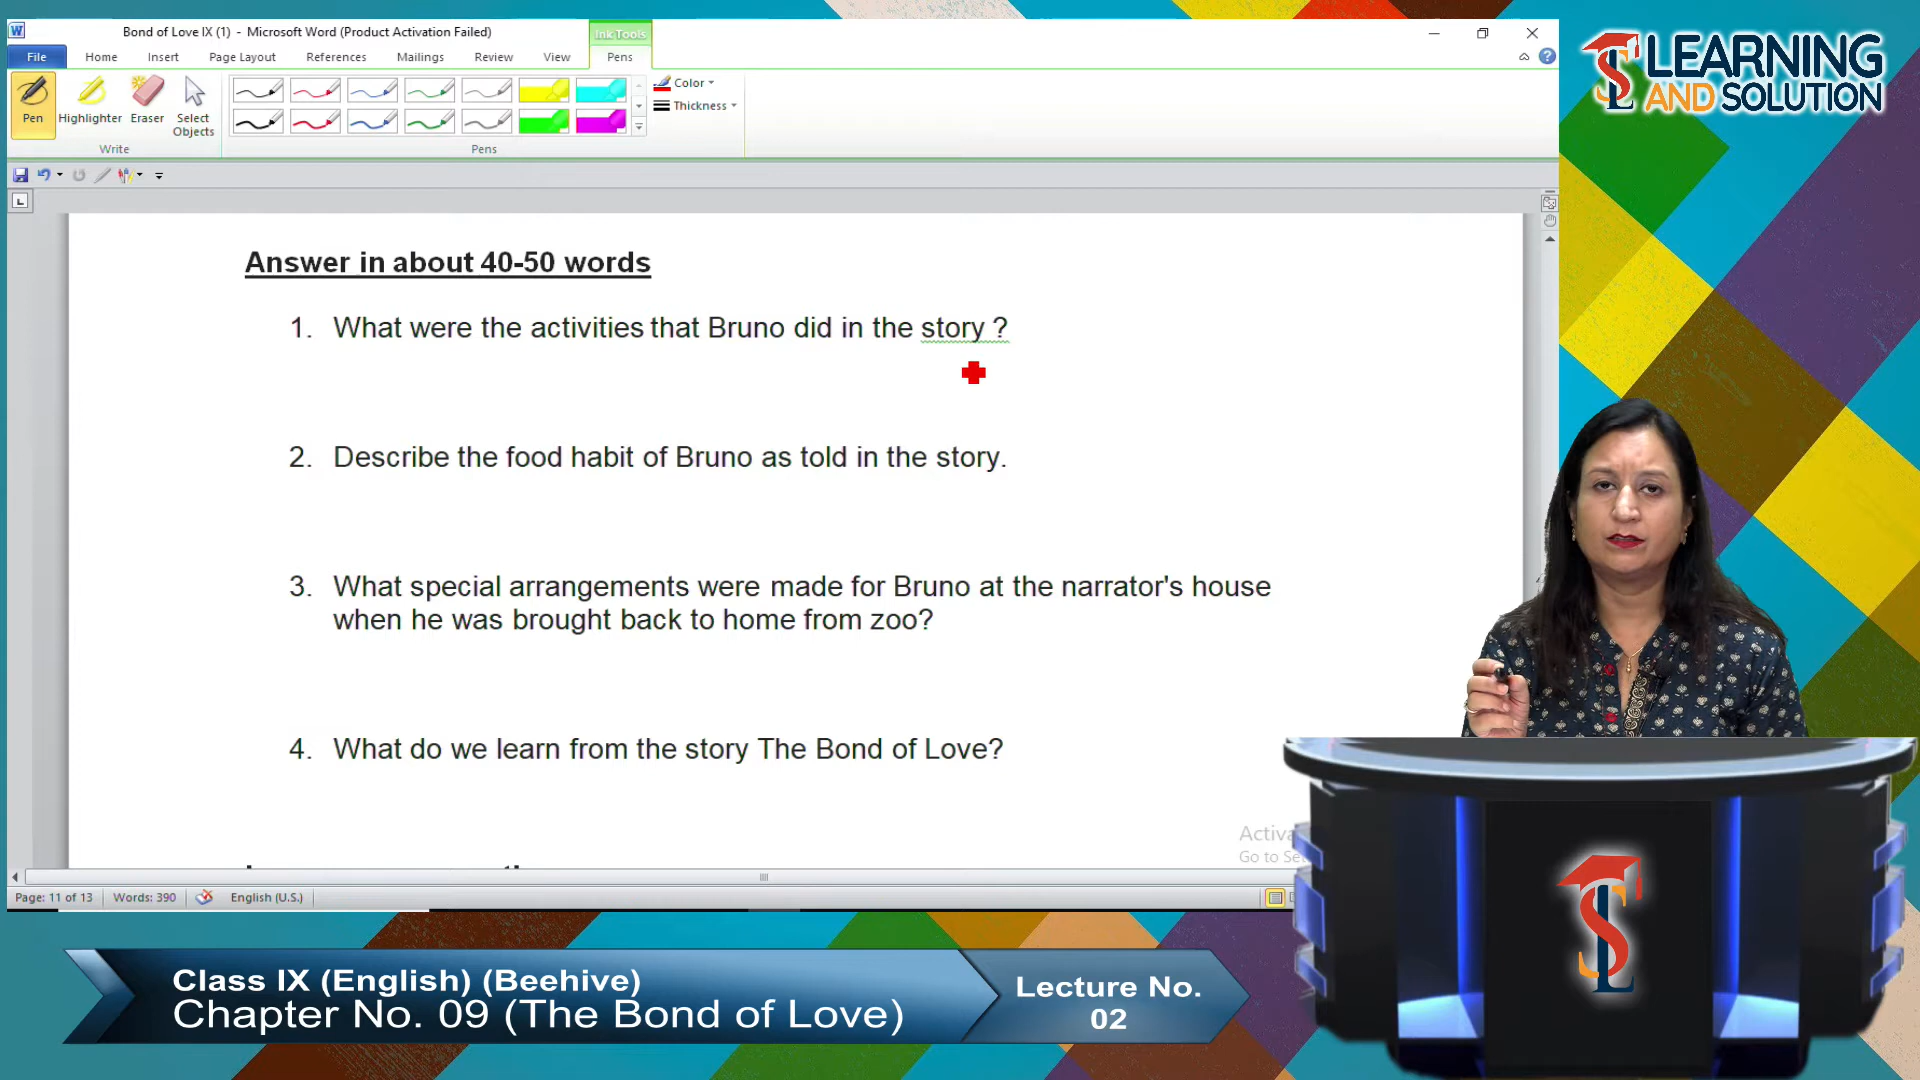 Bond of Love IX (1) - Microsoft Word (Product Activation Failed)
Ink Tools
File Home Insert Page Layout References Mailings Review View Pens
Pen Highlighter Eraser Select Objects
Color
Thickness
Write
Pens
Answer in about 40-50 words
1. What were the activities that Bruno did in the story ?
2. Describe the food habit of Bruno as told in the story.
3. What special arrangements were made for Bruno at the narrator's house
when he was brought back to home from zoo?
4. What do we learn from the story The Bond of Love?
Page: 11 of 13 Words: 390 English (U.S.)
LEARNING
AND SOLUTION
Class IX (English) (Beehive)
Chapter No. 09 (The Bond of Love)
Lecture No.
02